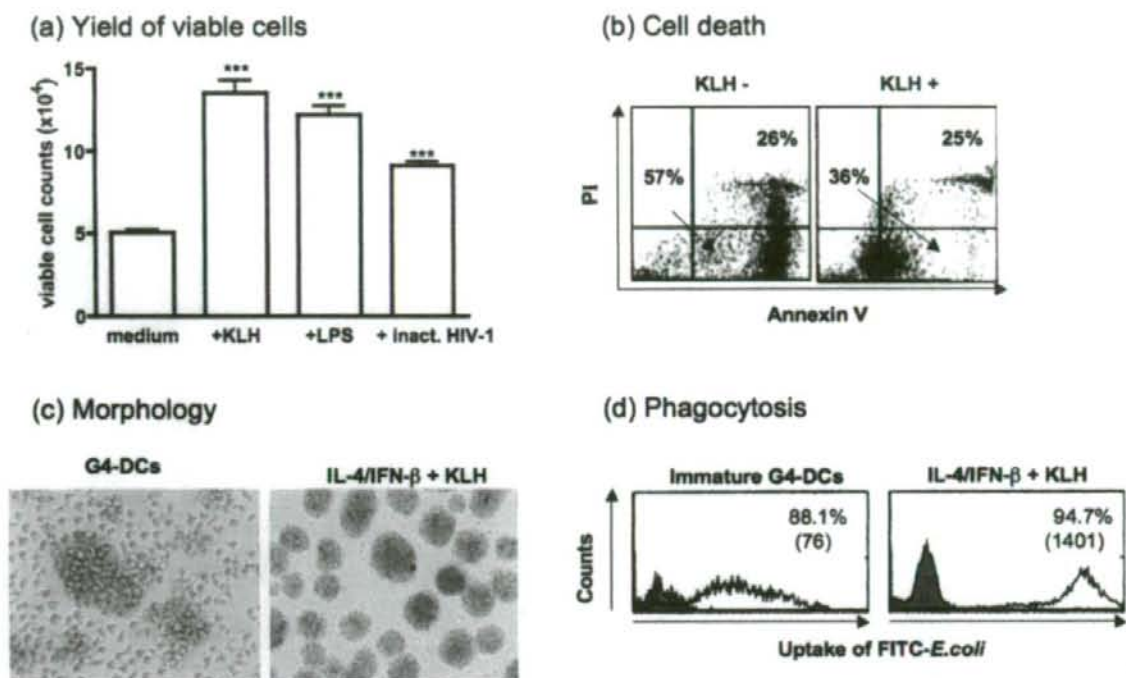 (a) Yield of viable cells
viable cell counts (x10⁴)
15
10
5
0
***
***
***
medium
+KLH
+LPS
+ inact. HIV-1
(b) Cell death
KLH -
KLH +
26%
57%
25%
36%
PI
Annexin V
(c) Morphology
G4-DCs
IL-4/IFN-β + KLH
(d) Phagocytosis
Immature G4-DCs
IL-4/IFN-β + KLH
88.1%
(76)
94.7%
(1401)
Counts
Uptake of FITC-E.coli